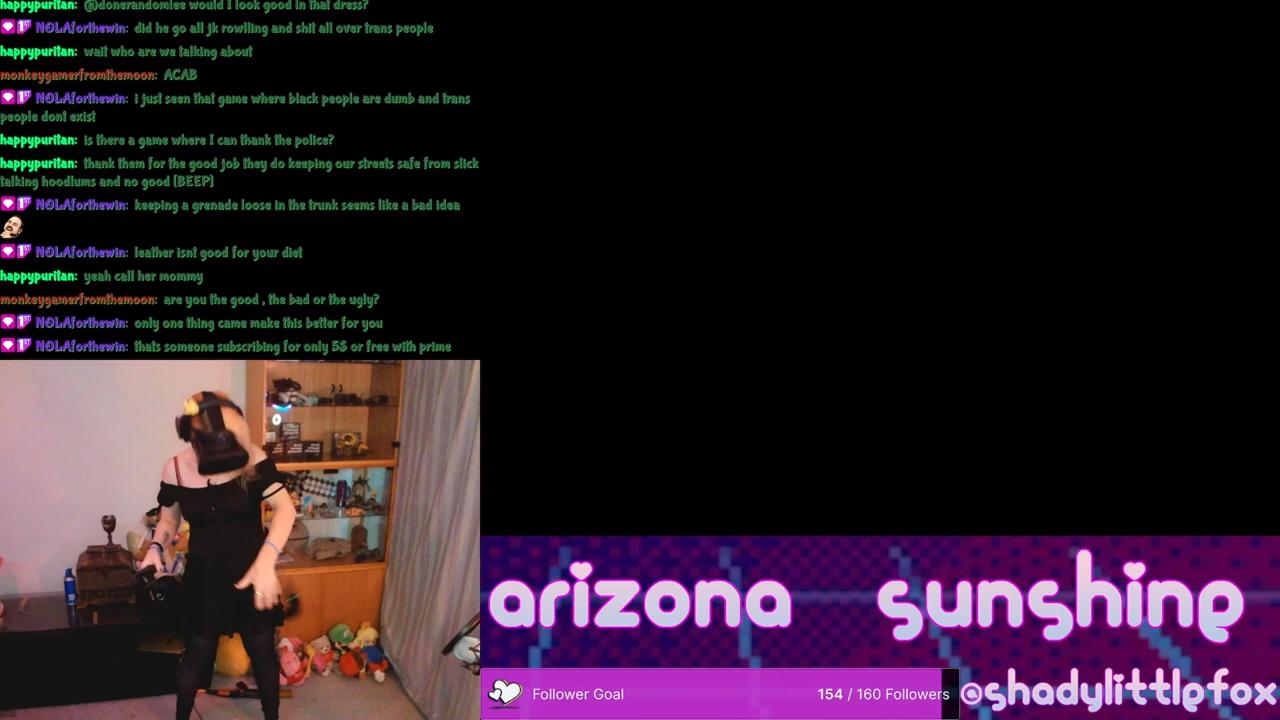 happypuritan: @donerandomlee would I look good in that dress?
NOLAforthewin: did he go all jk rowlling and shit all over trans people
happypuritan: wait who are we talking about
monkeygamerfromthemoon: ACAB
NOLAforthewin: i just seen that game where black people are dumb and trans
people dont exist
happypuritan: is there a game where I can thank the police?
happypuritan: thank them for the good job they do keeping our streets safe from slick
talking hoodlums and no good [BEEP]
NOLAforthewin: keeping a grenade loose in the trunk seems like a bad idea
NOLAforthewin: leather isnt good for your diet
happypuritan: yeah call her mommy
monkeygamerfromthemoon: are you the good , the bad or the ugly?
NOLAforthewin: only one thing came make this better for you
NOLAforthewin: thats someone subscribing for only 5$ or free with prime
arizona sunshine
Follower Goal 154 / 160 Followers
@shadylittlefox